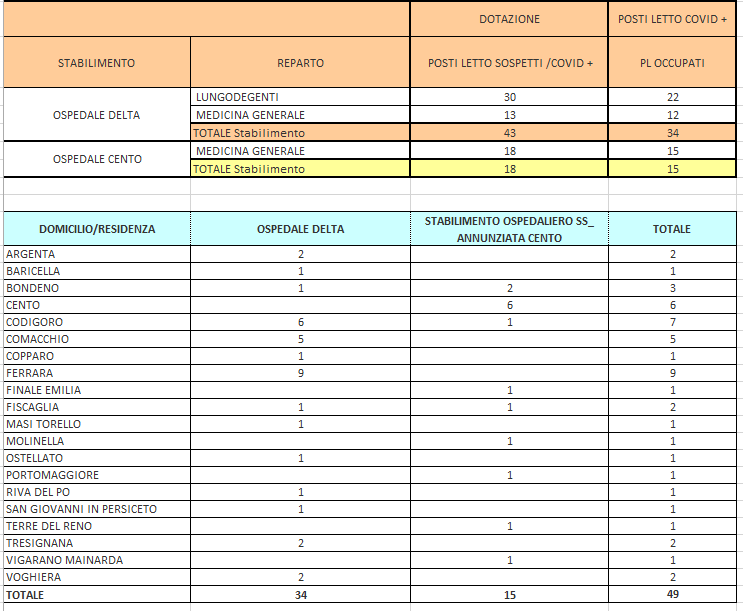 DOTAZIONE POSTI LETTO COVID +
STABILIMENTO REPARTO POSTI LETTO SOSPETTI /COVID + PL OCCUPATI
OSPEDALE DELTA LUNGODEGENTI 30 22
MEDICINA GENERALE 13 12
TOTALE Stabilimento 43 34
OSPEDALE CENTO MEDICINA GENERALE 18 15
TOTALE Stabilimento 18 15
DOMICILIO/RESIDENZA OSPEDALE DELTA STABILIMENTO OSPEDALIERO SS_
ANNUNZIATA CENTO TOTALE
ARGENTA 2 2
BARICELLA 1 1
BONDENO 1 2 3
CENTO 6 6
CODIGORO 6 1 7
COMACCHIO 5 5
COPPARO 1 1
FERRARA 9 9
FINALE EMILIA 1 1
FISCAGLIA 1 1 2
MASI TORELLO 1 1
MOLINELLA 1 1
OSTELLATO 1 1
PORTOMAGGIORE 1 1
RIVA DEL PO 1 1
SAN GIOVANNI IN PERSICETO 1 1
TERRE DEL RENO 1 1
TRESIGNANA 2 2
VIGARANO MAINARDA 1 1
VOGHIERA 2 2
TOTALE 34 15 49